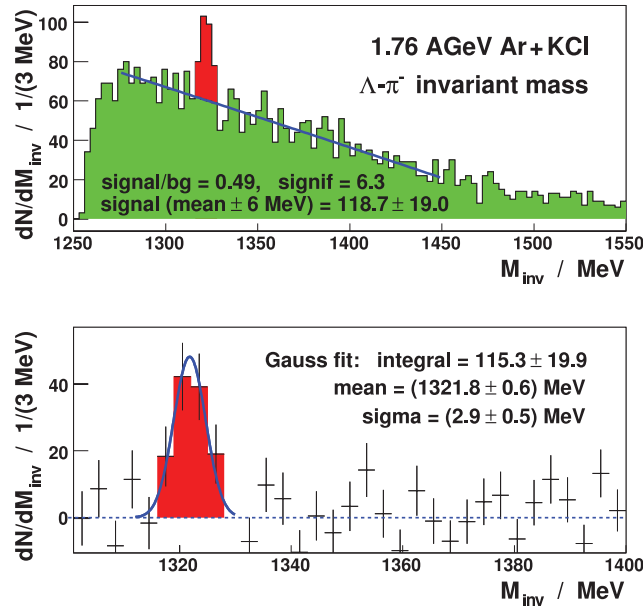 dN/dM_inv / 1/(3 MeV)
100
80
60
40
20
0
1.76 AGeV Ar+KCl
Λ-π⁻ invariant mass
signal/bg = 0.49, signif = 6.3
signal (mean ± 6 MeV) = 118.7 ± 19.0
1250 1300 1350 1400 1450 1500 1550
M_inv / MeV
dN/dM_inv / 1/(3 MeV)
40
20
0
Gauss fit: integral = 115.3 ± 19.9
mean = (1321.8 ± 0.6) MeV
sigma = (2.9 ± 0.5) MeV
1320 1340 1360 1380 1400
M_inv / MeV